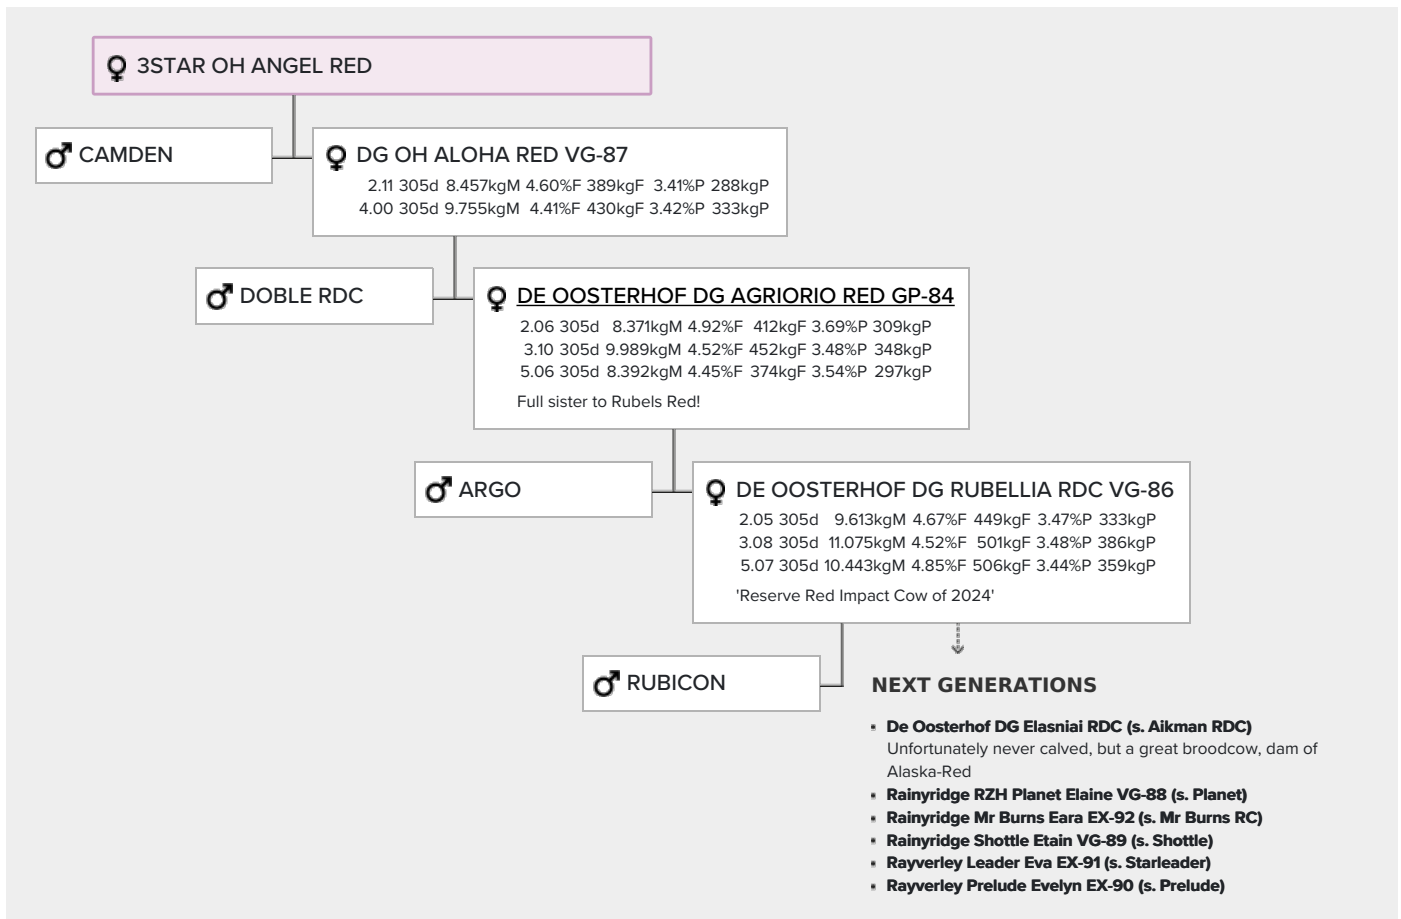 3STAR OH ANGEL RED
CAMDEN
DG OH ALOHA RED VG-87
2.11 305d 8.457kgM 4.60%F 389kgF 3.41%P 288kgP
4.00 305d 9.755kgM 4.41%F 430kgF 3.42%P 333kgP
DOBLE RDC
DE OOSTERHOF DG AGRIORIO RED GP-84
2.06 305d 8.371kgM 4.92%F 412kgF 3.69%P 309kgP
3.10 305d 9.989kgM 4.52%F 452kgF 3.48%P 348kgP
5.06 305d 8.392kgM 4.45%F 374kgF 3.54%P 297kgP
Full sister to Rubels Red!
ARGO
DE OOSTERHOF DG RUBELLIA RDC VG-86
2.05 305d 9.613kgM 4.67%F 449kgF 3.47%P 333kgP
3.08 305d 11.075kgM 4.52%F 501kgF 3.48%P 386kgP
5.07 305d 10.443kgM 4.85%F 506kgF 3.44%P 359kgP
'Reserve Red Impact Cow of 2024'
RUBICON
NEXT GENERATIONS
De Oosterhof DG Elasniai RDC (s. Aikman RDC)
Unfortunately never calved, but a great broodcow, dam of
Alaska-Red
Rainyridge RZH Planet Elaine VG-88 (s. Planet)
Rainyridge Mr Burns Eara EX-92 (s. Mr Burns RC)
Rainyridge Shottle Etain VG-89 (s. Shottle)
Rayverley Leader Eva EX-91 (s. Starleader)
Rayverley Prelude Evelyn EX-90 (s. Prelude)